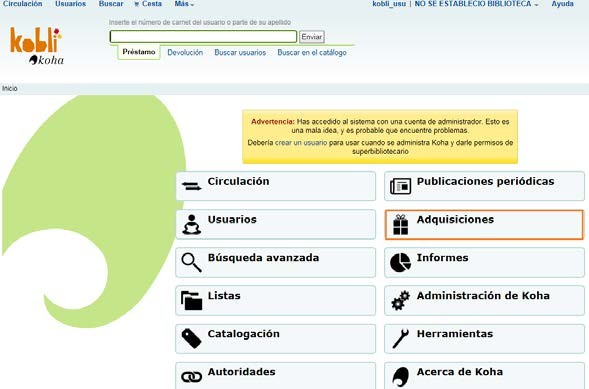 Circulación Usuarios Buscar Cesta Más kobli_usu | NO SE ESTABLECIO BIBLIOTECA Ayuda
kobli
koha
Inserte el número de carnet del usuario o parte de su apellido
Enviar
Préstamo Devolución Buscar usuarios Buscar en el catálogo
Inicio
Advertencia: Has accedido al sistema con una cuenta de administrador. Esto es
una mala idea, y es probable que encuentre problemas.
Debería crear un usuario para usar cuando se administra Koha y darle permisos de
superbibliotecario
Circulación
Publicaciones periódicas
Usuarios
Adquisiciones
Búsqueda avanzada
Informes
Listas
Administración de Koha
Catalogación
Herramientas
Autoridades
Acerca de Koha